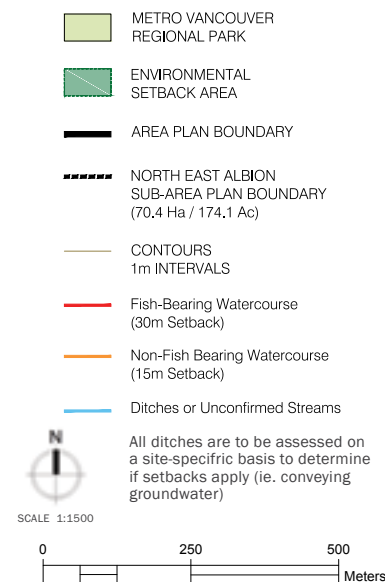 METRO VANCOUVER
REGIONAL PARK
ENVIRONMENTAL
SETBACK AREA
AREA PLAN BOUNDARY
NORTH EAST ALBION
SUB-AREA PLAN BOUNDARY
(70.4 Ha / 174.1 Ac)
CONTOURS
1m INTERVALS
Fish-Bearing Watercourse
(30m Setback)
Non-Fish Bearing Watercourse
(15m Setback)
Ditches or Unconfirmed Streams
N
All ditches are to be assessed on
a site-specifric basis to determine
if setbacks apply (ie. conveying
groundwater)
SCALE 1:1500
0 250 500
Meters